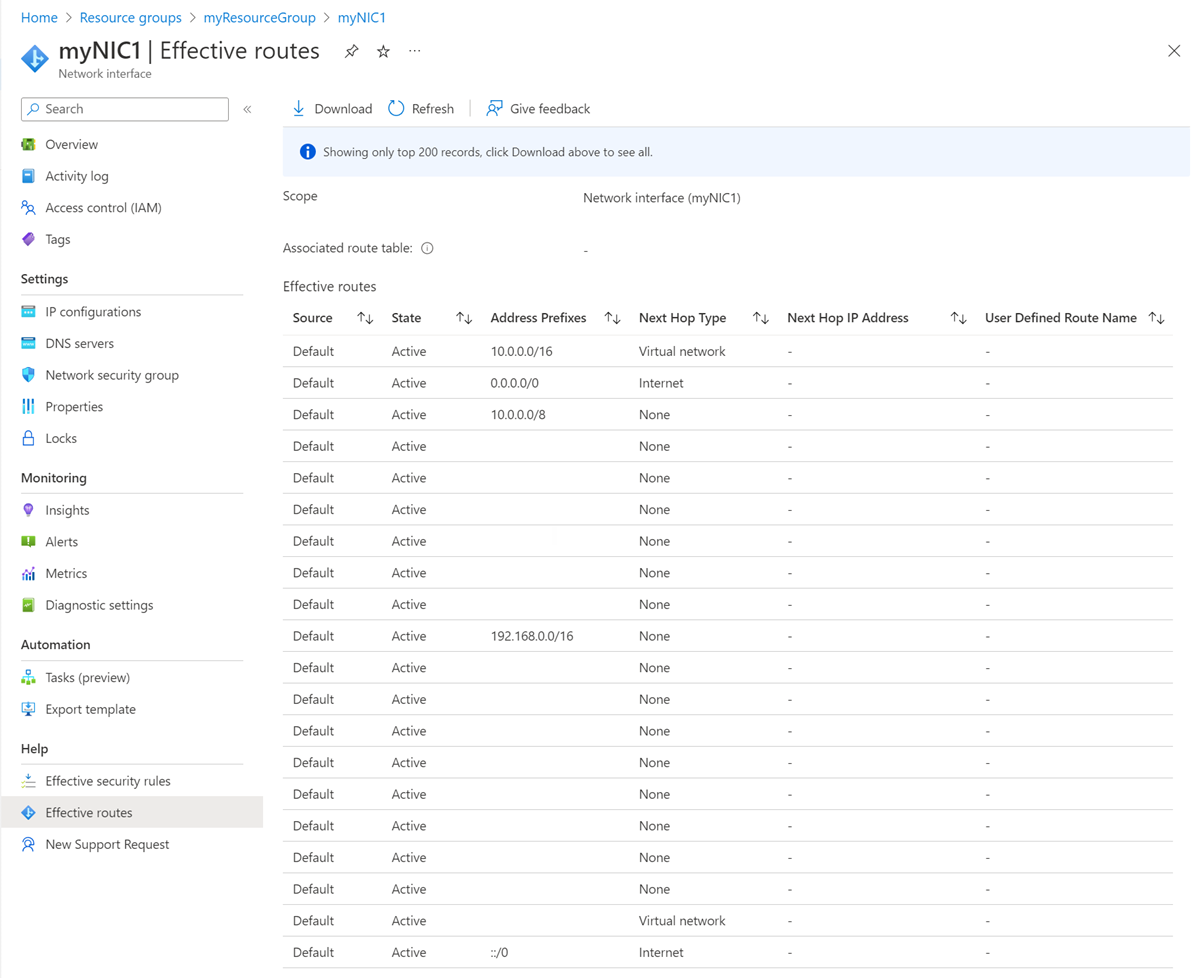 Home > Resource groups > myResourceGroup > myNIC1
myNIC1 | Effective routes ...
Network interface
Search «
Overview
Activity log
Access control (IAM)
Tags
Settings
IP configurations
DNS servers
Network security group
Properties
Locks
Monitoring
Insights
Alerts
Metrics
Diagnostic settings
Automation
Tasks (preview)
Export template
Help
Effective security rules
Effective routes
New Support Request
Download Refresh | Give feedback
Showing only top 200 records, click Download above to see all.
Scope Network interface (myNIC1)
Associated route table: -
Effective routes
Source ↑↓ State ↑↓ Address Prefixes ↑↓ Next Hop Type ↑↓ Next Hop IP Address ↑↓ User Defined Route Name ↑↓
Default Active 10.0.0.0/16 Virtual network - -
Default Active 0.0.0.0/0 Internet - -
Default Active 10.0.0.0/8 None - -
Default Active None - -
Default Active None - -
Default Active None - -
Default Active None - -
Default Active None - -
Default Active None - -
Default Active 192.168.0.0/16 None - -
Default Active None - -
Default Active None - -
Default Active None - -
Default Active None - -
Default Active None - -
Default Active None - -
Default Active None - -
Default Active None - -
Default Active Virtual network - -
Default Active ::/0 Internet - -